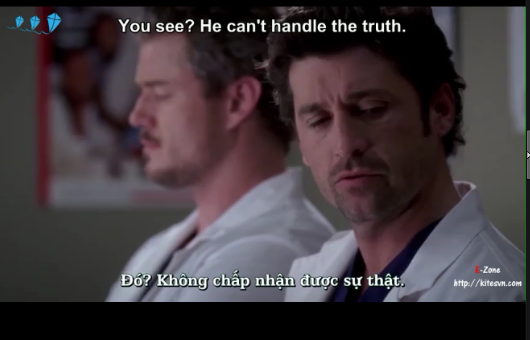 You see? He can't handle the truth.
Đó? Không chấp nhận được sự thật.
-Zone
http://kitesvn.com